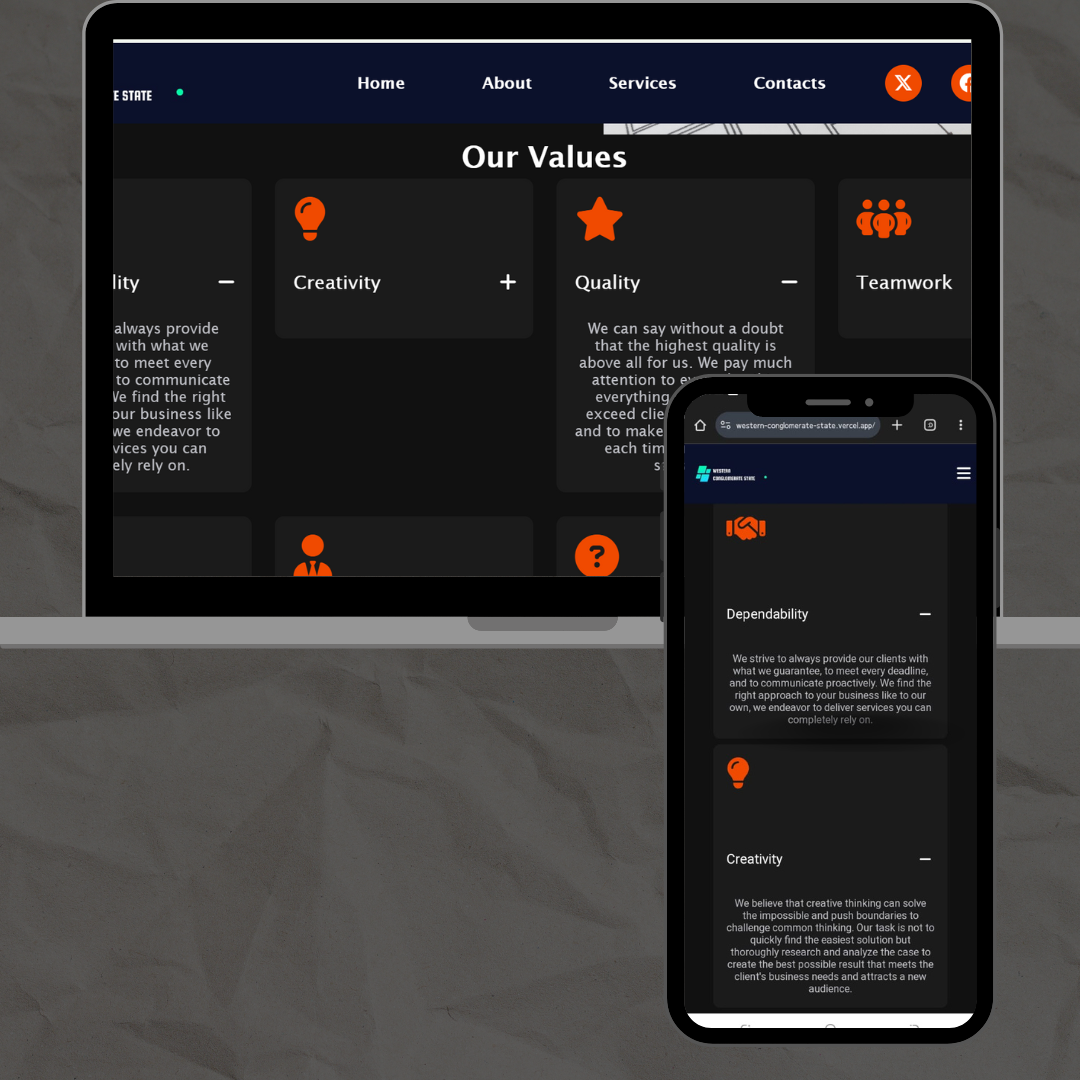 E STATE
Home
About
Services
Contacts
Our Values
lity
always provide
with what we
to meet every
to communicate
We find the right
our business like
we endeavor to
vices you can
ely rely on.
Creativity
Quality
We can say without a doubt
that the highest quality is
above all for us. We pay much
attention to
everything
exceed clie
and to make
each tim
s
Teamwork
?
western-conglomerate-state.vercel.app/
WESTERN
CONGLOMERATE STATE
Dependability
We strive to always provide our clients with
what we guarantee, to meet every deadline,
and to communicate proactively. We find the
right approach to your business like to our
own, we endeavor to deliver services you can
completely rely on.
Creativity
We believe that creative thinking can solve
the impossible and push boundaries to
challenge common thinking. Our task is not to
quickly find the easiest solution but
thoroughly research and analyze the case to
create the best possible result that meets the
client's business needs and attracts a new
audience.